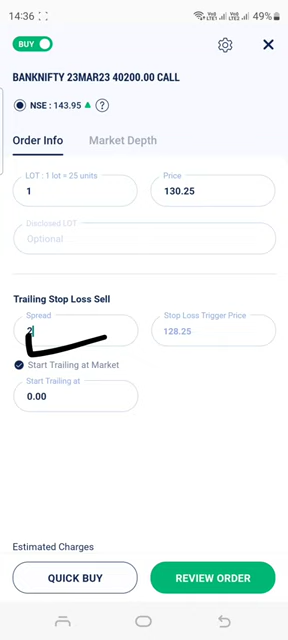 14:36
49%
BUY
BANKNIFTY 23MAR23 40200.00 CALL
NSE : 143.95 ▲ ?
Order Info Market Depth
LOT : 1 lot = 25 units Price
1 130.25
Disclosed LOT
Optional
Trailing Stop Loss Sell
Spread Stop Loss Trigger Price
2 128.25
Start Trailing at Market
Start Trailing at
0.00
Estimated Charges
QUICK BUY REVIEW ORDER